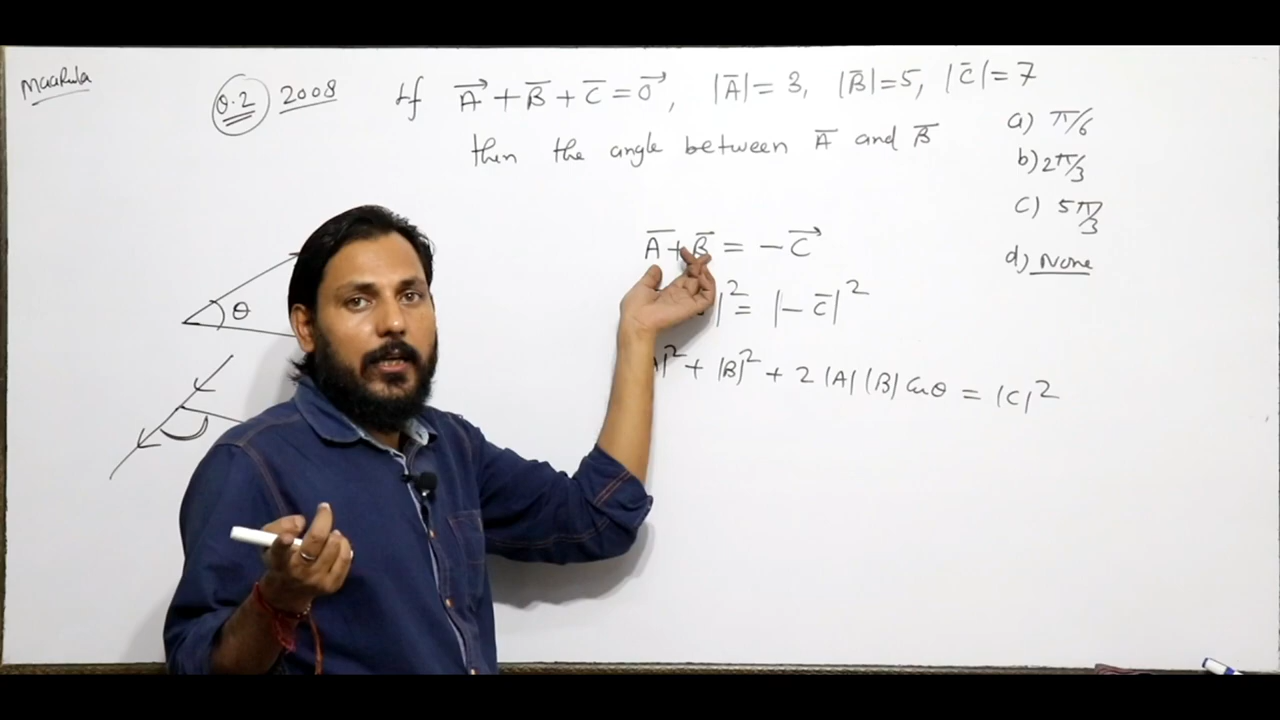 Maarula
Q.2 2008 If A⃗ + B̄ + C̄ = 0⃗, |Ā| = 3, |B̄| = 5, |C̄| = 7
then the angle between Ā and B̄
a) π/6
b) 2π/3
c) 5π/3
d) None
Ā + B̄ = −C⃗
|² = |−C̄|²
θ
|² + |B|² + 2|A||B| Cosθ = |C|²